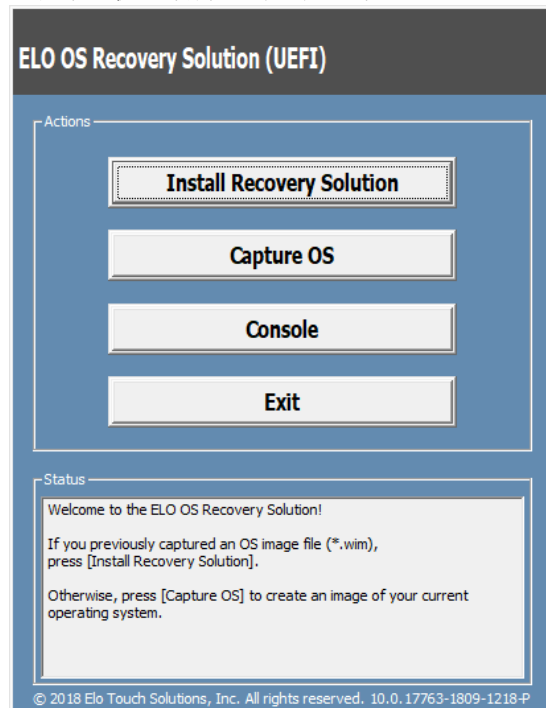 ELO OS Recovery Solution (UEFI)
Actions
Install Recovery Solution
Capture OS
Console
Exit
Status
Welcome to the ELO OS Recovery Solution!
If you previously captured an OS image file (*.wim),
press [Install Recovery Solution].
Otherwise, press [Capture OS] to create an image of your current
operating system.
© 2018 Elo Touch Solutions, Inc. All rights reserved. 10.0.17763-1809-1218-P